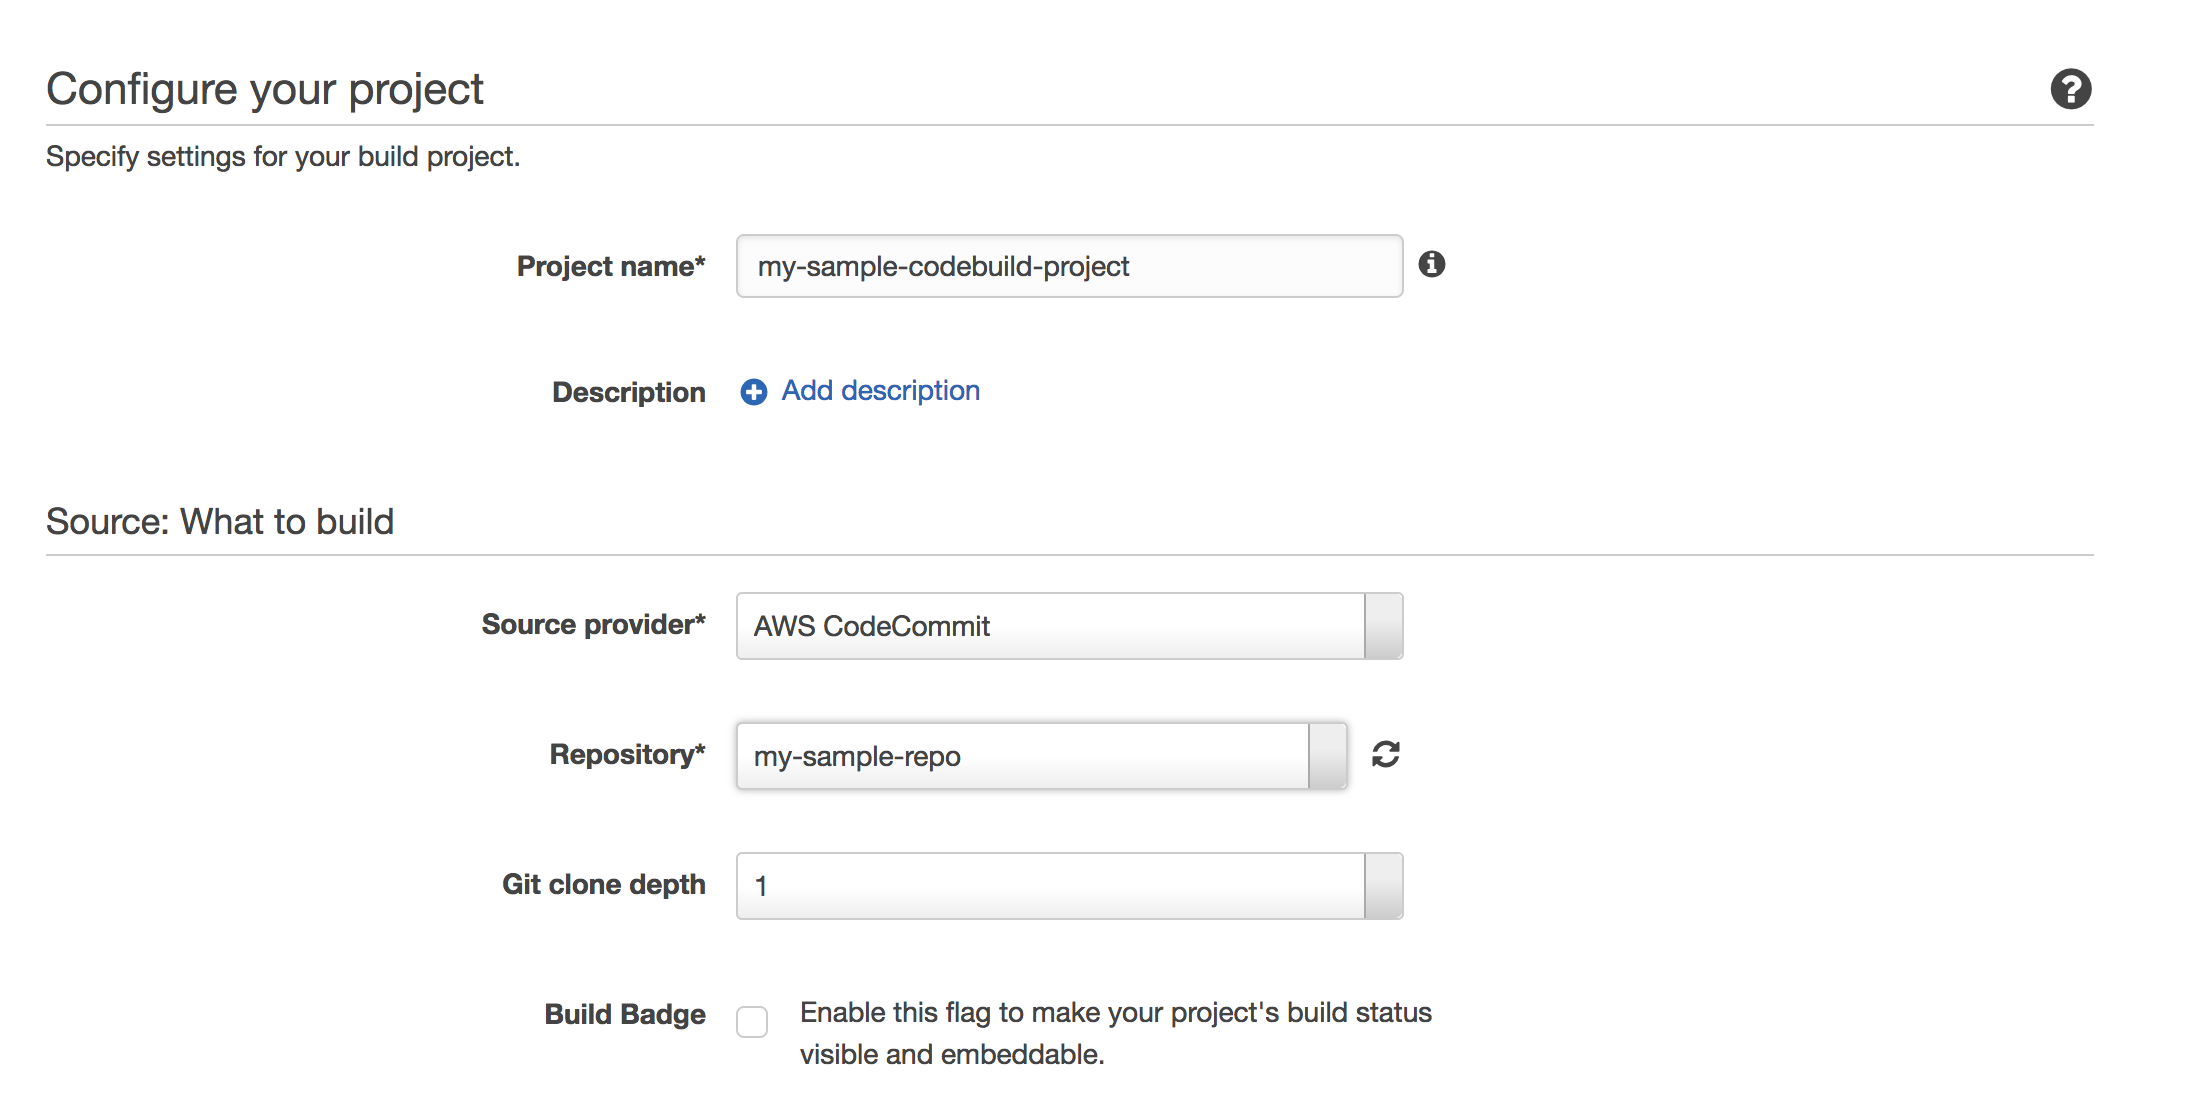 Configure your project
Specify settings for your build project.
Project name* my-sample-codebuild-project
Description Add description
Source: What to build
Source provider* AWS CodeCommit
Repository* my-sample-repo
Git clone depth 1
Build Badge Enable this flag to make your project's build status
visible and embeddable.